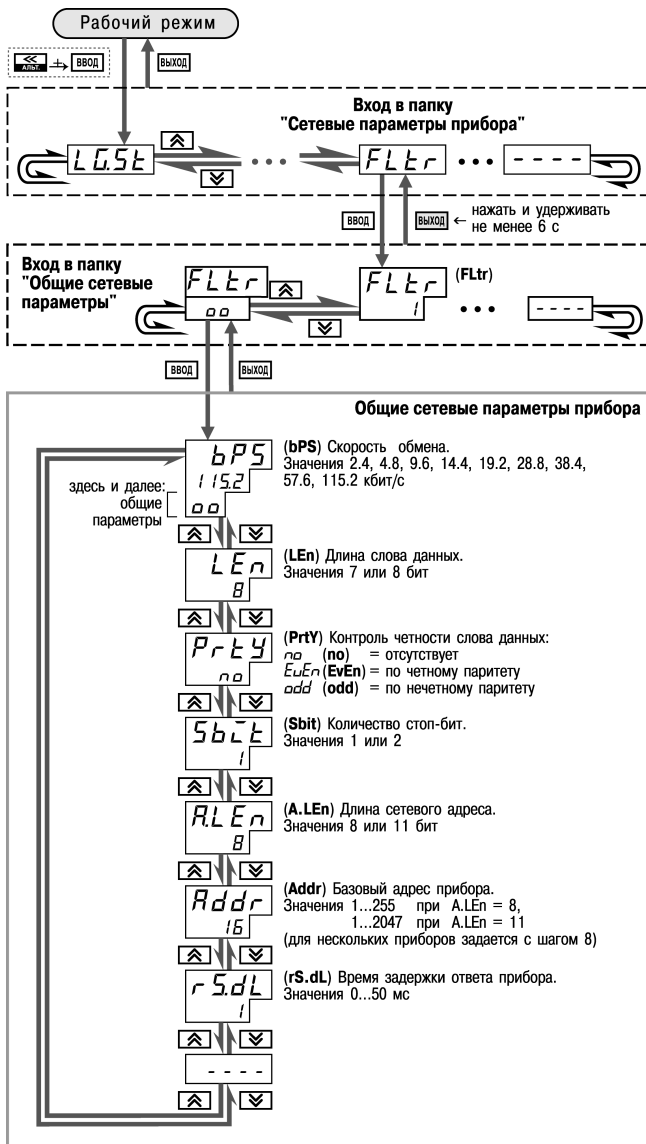 Рабочий режим
≪ АЛЬТ. + ВВОД ВЫХОД
Вход в папку
"Сетевые параметры прибора"
LG.St ••• FLtr ••• - - - -
ВВОД ВЫХОД ← нажать и удерживать
не менее 6 с
Вход в папку
"Общие сетевые
параметры"
FLtr
oo
FLtr (FLtr)
1 ••• - - - -
ВВОД ВЫХОД
Общие сетевые параметры прибора
bPS (bPS) Скорость обмена.
115.2 Значения 2.4, 4.8, 9.6, 14.4, 19.2, 28.8, 38.4,
57.6, 115.2 кбит/с
здесь и далее:
общие
параметры
oo
LEn (LEn) Длина слова данных.
8 Значения 7 или 8 бит
PrtY (PrtY) Контроль четности слова данных:
no no (no) = отсутствует
EvEn (EvEn) = по четному паритету
odd (odd) = по нечетному паритету
Sbit (Sbit) Количество стоп-бит.
1 Значения 1 или 2
A.LEn (A.LEn) Длина сетевого адреса.
8 Значения 8 или 11 бит
Addr (Addr) Базовый адрес прибора.
16 Значения 1...255 при A.LEn = 8,
1...2047 при A.LEn = 11
(для нескольких приборов задается с шагом 8)
rS.dL (rS.dL) Время задержки ответа прибора.
1 Значения 0...50 мс
- - - -